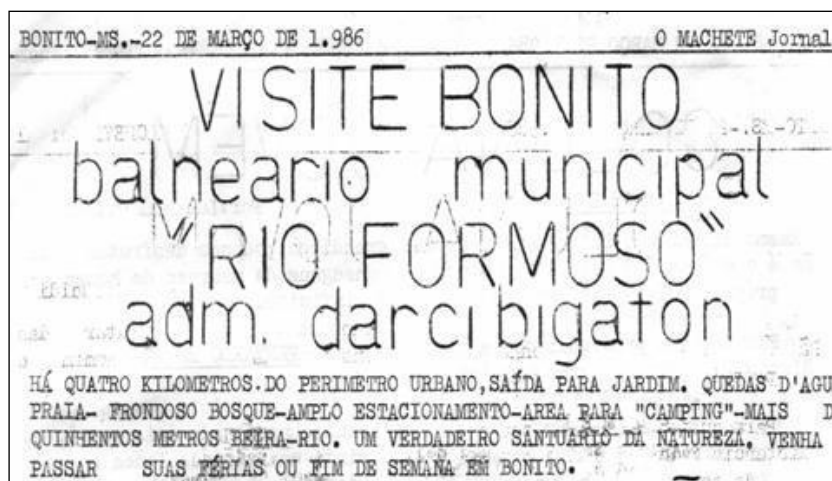 BONITO-MS.-22 DE MARÇO DE 1.986 O MACHETE Jornal
VISITE BONITO
balneario municipal
"RIO FORMOSO"
adm. darci bigaton
HÁ QUATRO KILOMETROS.DO PERIMETRO URBANO,SAÍDA PARA JARDIM. QUEDAS D'AGU
PRAIA- FRONDOSO BOSQUE-AMPLO ESTACIONAMENTO-AREA PARA "CAMPING"-MAIS D
QUINHENTOS METROS BEIRA-RIO. UM VERDADEIRO SANTUARIO DA NATUREZA. VENHA
PASSAR SUAS FÉRIAS OU FIM DE SEMANA EM BONITO.